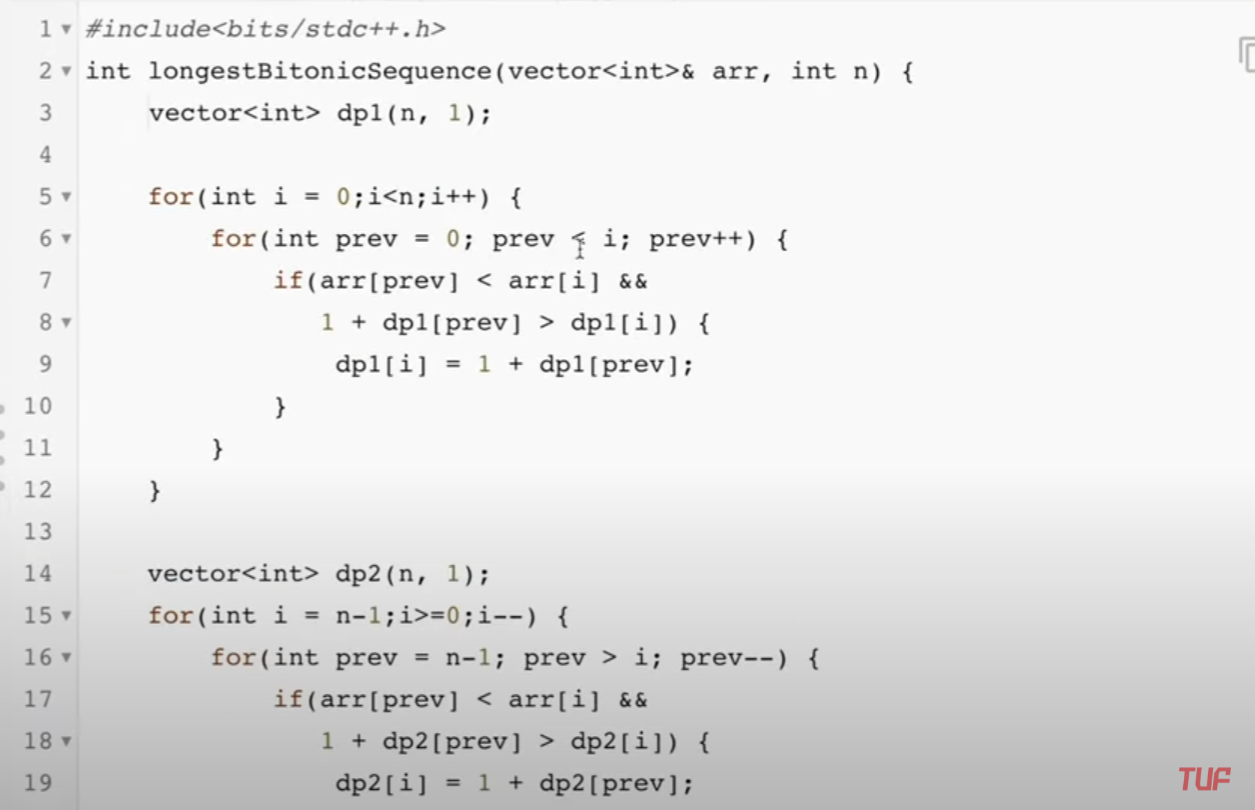 1 #include<bits/stdc++.h>
2 int longestBitonicSequence(vector<int>& arr, int n) {
3 vector<int> dp1(n, 1);
4
5 for(int i = 0;i<n;i++) {
6 for(int prev = 0; prev < i; prev++) {
7 if(arr[prev] < arr[i] &&
8 1 + dp1[prev] > dp1[i]) {
9 dp1[i] = 1 + dp1[prev];
10 }
11 }
12 }
13
14 vector<int> dp2(n, 1);
15 for(int i = n-1;i>=0;i--) {
16 for(int prev = n-1; prev > i; prev--) {
17 if(arr[prev] < arr[i] &&
18 1 + dp2[prev] > dp2[i]) {
19 dp2[i] = 1 + dp2[prev];
TUF